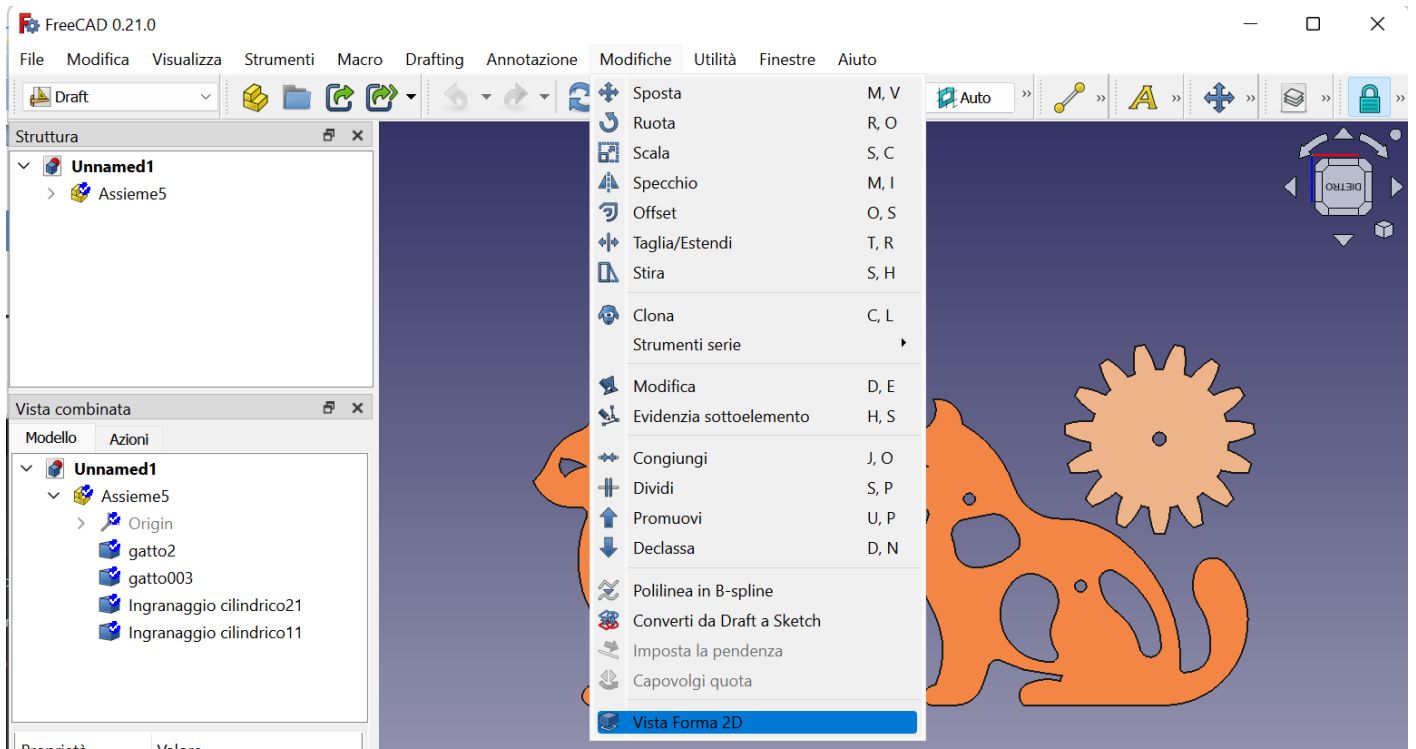 FreeCAD 0.21.0
File Modifica Visualizza Strumenti Macro Drafting Annotazione Modifiche Utilità Finestre Aiuto
Draft
Auto
Struttura
Unnamed1
Assieme5
Vista combinata
Modello Azioni
Unnamed1
Assieme5
Origin
gatto2
gatto003
Ingranaggio cilindrico21
Ingranaggio cilindrico11
Proprietà Valore
Sposta M, V
Ruota R, O
Scala S, C
Specchio M, I
Offset O, S
Taglia/Estendi T, R
Stira S, H
Clona C, L
Strumenti serie
Modifica D, E
Evidenzia sottoelemento H, S
Congiungi J, O
Dividi S, P
Promuovi U, P
Declassa D, N
Polilinea in B-spline
Converti da Draft a Sketch
Imposta la pendenza
Capovolgi quota
Vista Forma 2D
DIETRO